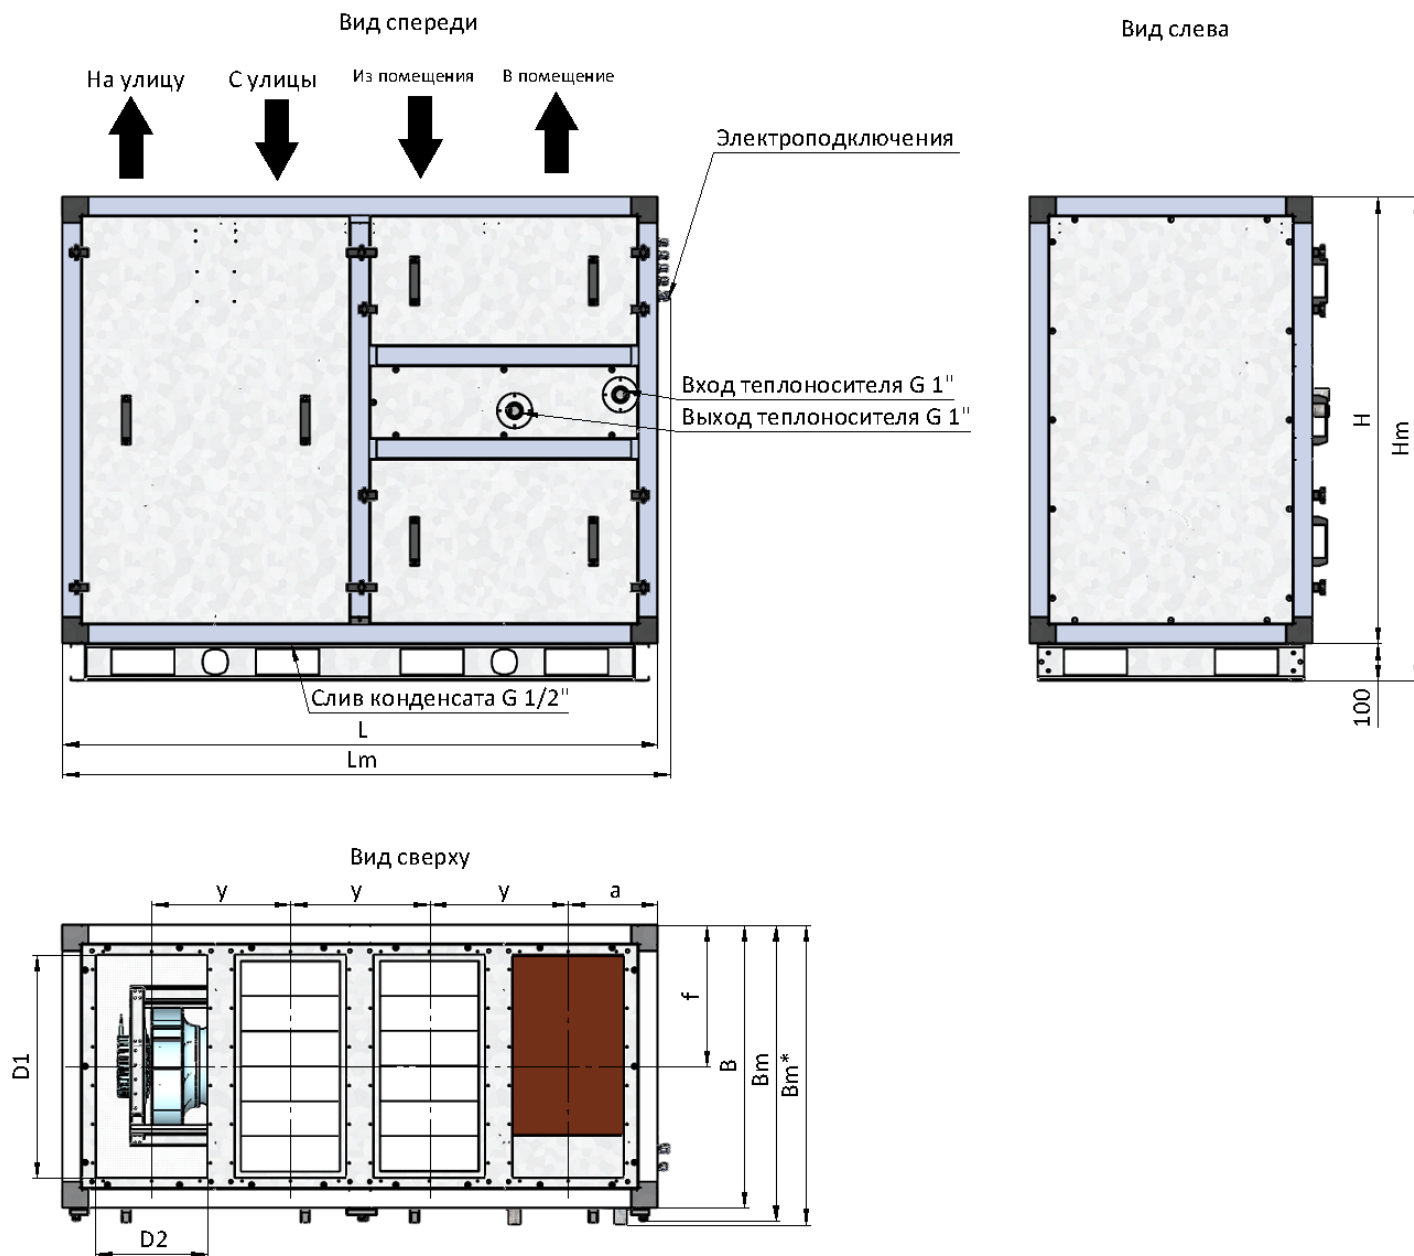 Вид спереди
Вид слева
На улицу
С улицы
Из помещения
В помещение
Электроподключения
Вход теплоносителя G 1"
Выход теплоносителя G 1"
H
Hm
100
Слив конденсата G 1/2"
L
Lm
Вид сверху
y
y
y
a
f
D1
B
Bm
Bm*
D2